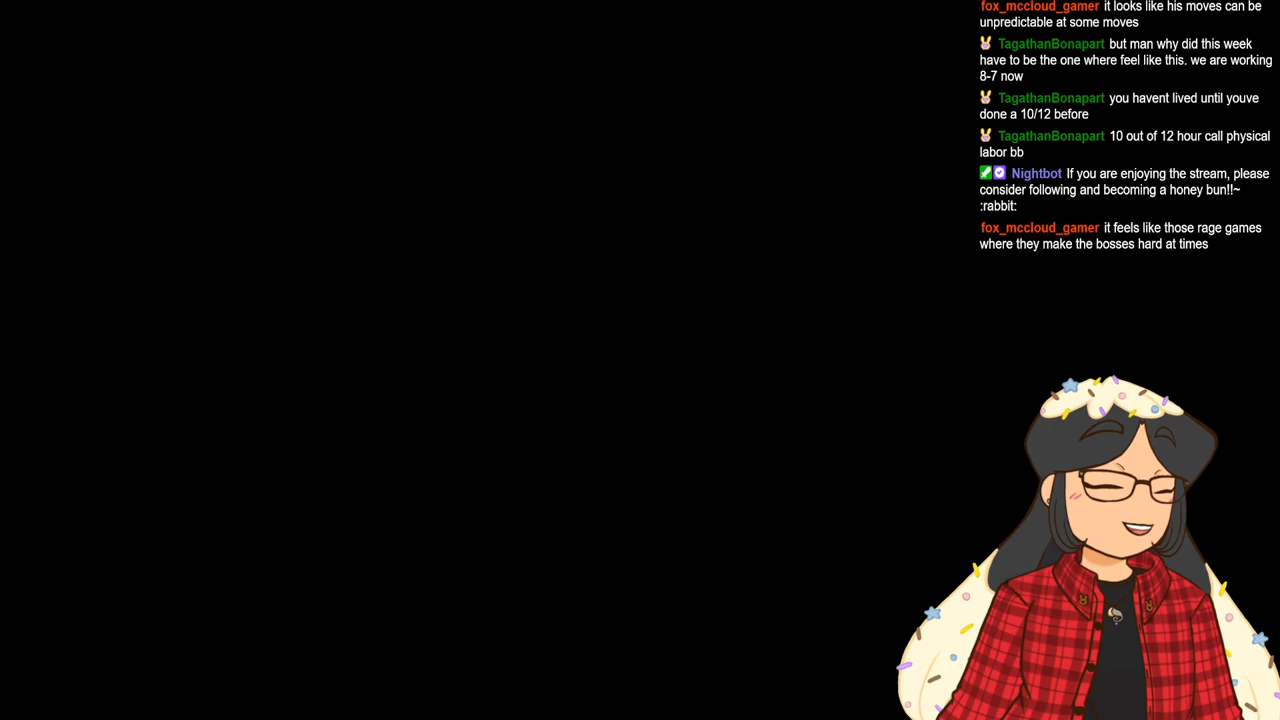 fox_mccloud_gamer it looks like his moves can be
unpredictable at some moves
TagathanBonapart but man why did this week
have to be the one where feel like this. we are working
8-7 now
TagathanBonapart you havent lived until youve
done a 10/12 before
TagathanBonapart 10 out of 12 hour call physical
labor bb
Nightbot If you are enjoying the stream, please
consider following and becoming a honey bun!!~
:rabbit:
fox_mccloud_gamer it feels like those rage games
where they make the bosses hard at times